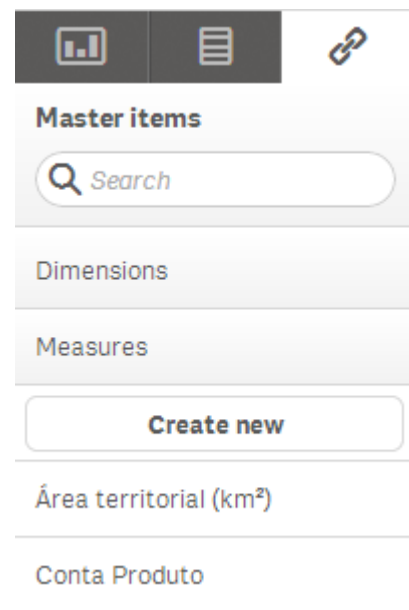 Master items
Search
Dimensions
Measures
Create new
Área territorial (km²)
Conta Produto